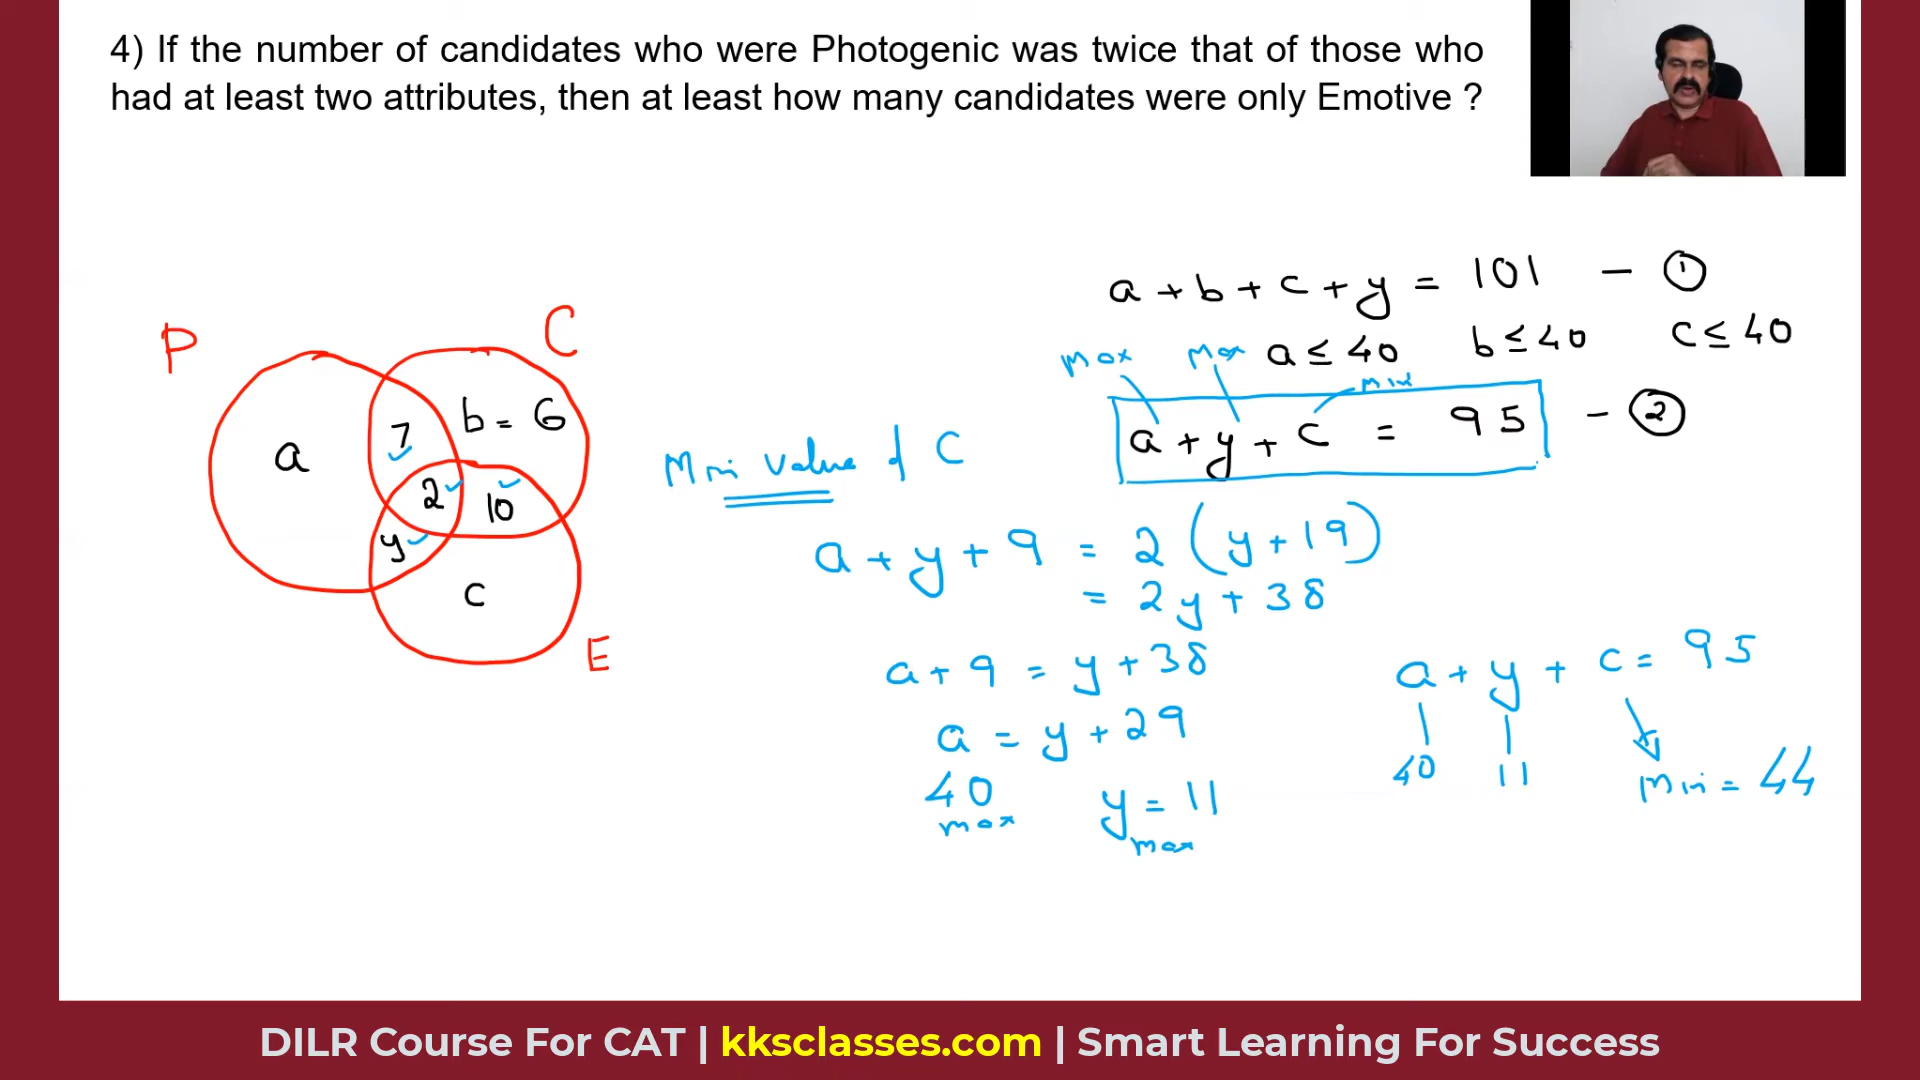 4) If the number of candidates who were Photogenic was twice that of those who
had at least two attributes, then at least how many candidates were only Emotive ?
a + b + c + y = 101 - ①
a ≤ 40 b ≤ 40 c ≤ 40
max max min
a + y + c = 95 - ②
P C
a 7 b = 6
2 10
y
c
E
Min value of C
a + y + 9 = 2 (y + 19)
= 2y + 38
a + 9 = y + 38
a = y + 29
40 y = 11
max max
a + y + c = 95
40 11 Min = 44
DILR Course For CAT | kksclasses.com | Smart Learning For Success